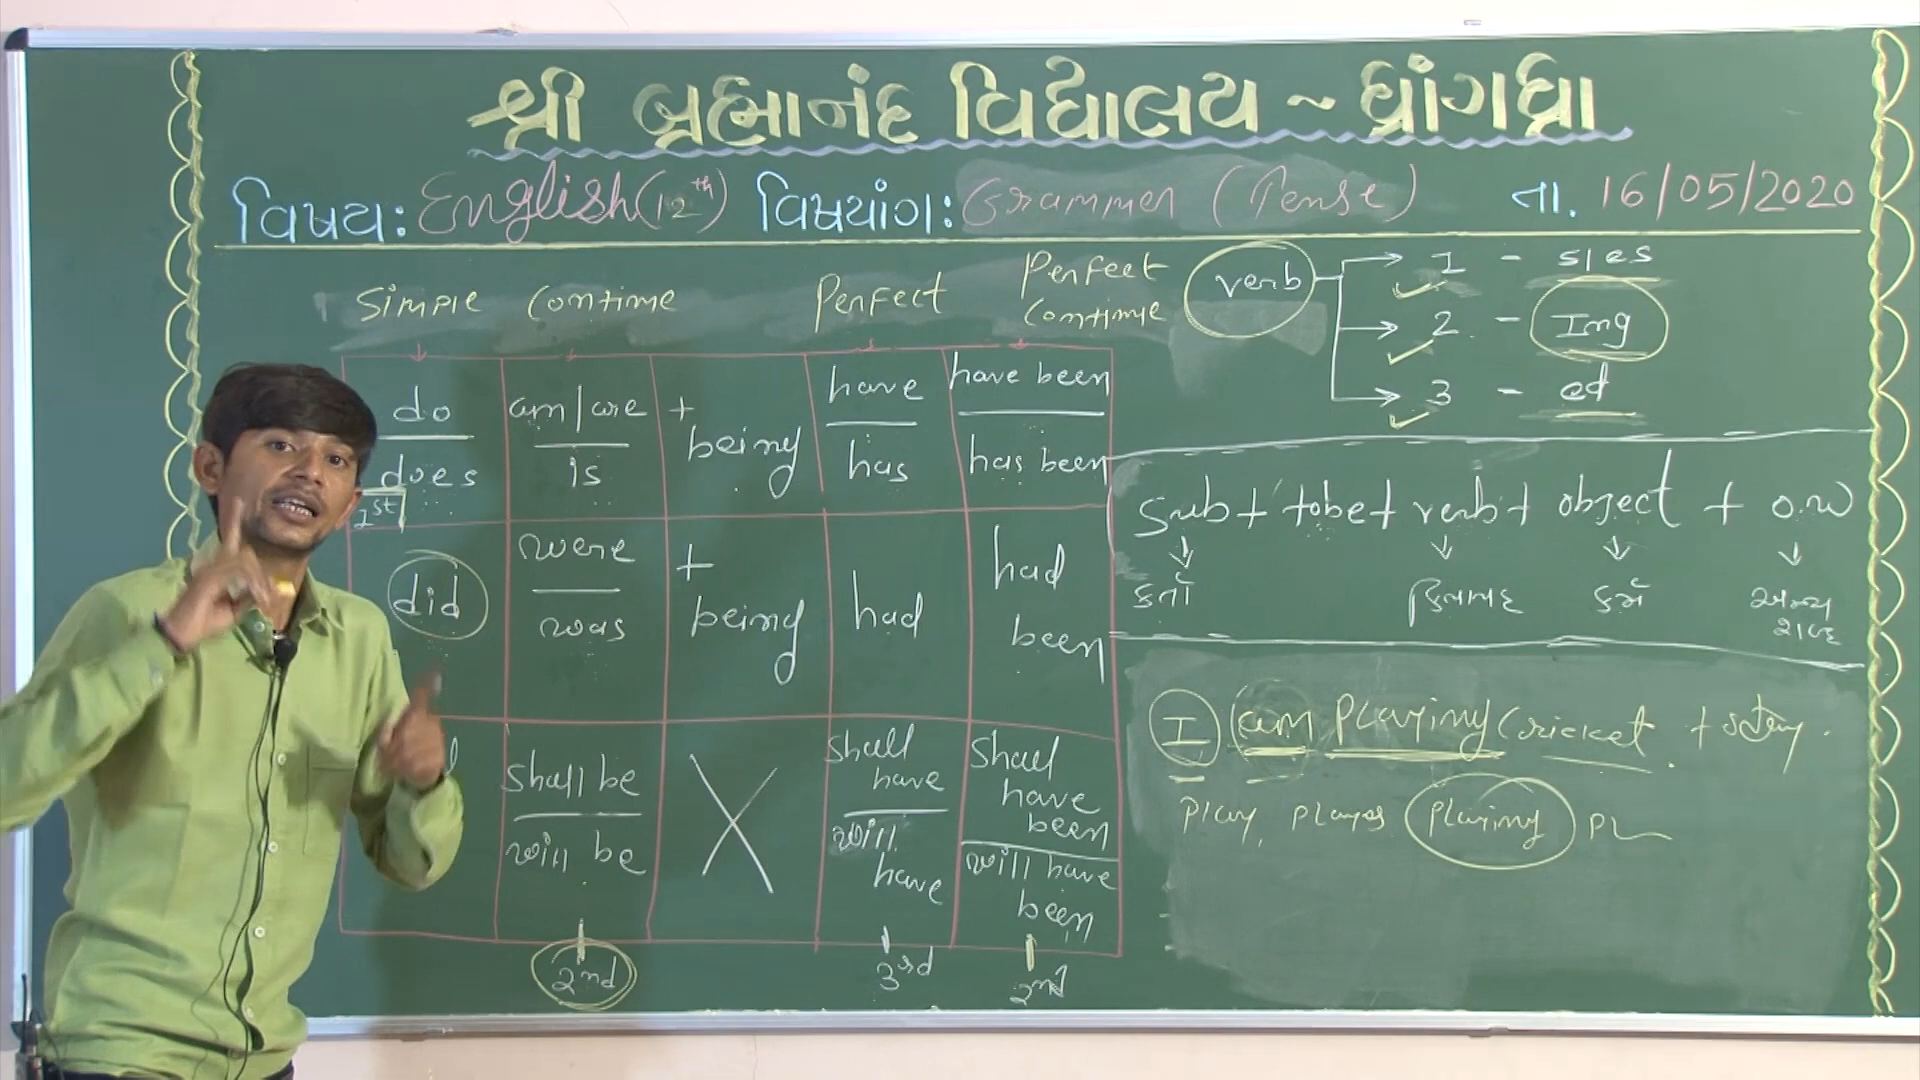 શ્રી બ્રહ્માનંદ વિદ્યાલય ~ ધ્રાંગધ્રા
વિષય: English (12th) વિષયાંગ: Grammer (Tense) તા. 16/05/2020
Simple Continue Perfect Perfect Continue
do does 1st
am/are is
+ being
have has
have been has been
did
were was
+ being
had
had been
shall be will be
shall have will have
shall have been will have been
2nd 3rd 2nd
verb
1 - s/es
2 - Ing
3 - ed
Sub + tobe + verb + object + o.w
કર્તા ક્રિયાપદ કર્મ અન્ય શબ્દ
I am playing cricket +
Play, playes playing